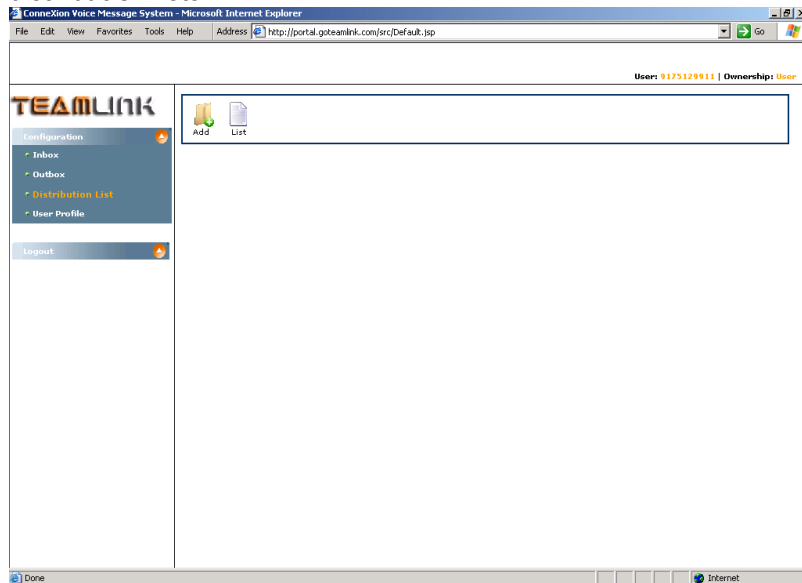 ConneXion Voice Message System - Microsoft Internet Explorer
File Edit View Favorites Tools Help Address http://portal.goteamlink.com/src/Default.jsp Go
User: 9175129911 | Ownership: User
TEAMLINK
Add List
Configuration
Inbox
Outbox
Distribution List
User Profile
Logout
Done Internet